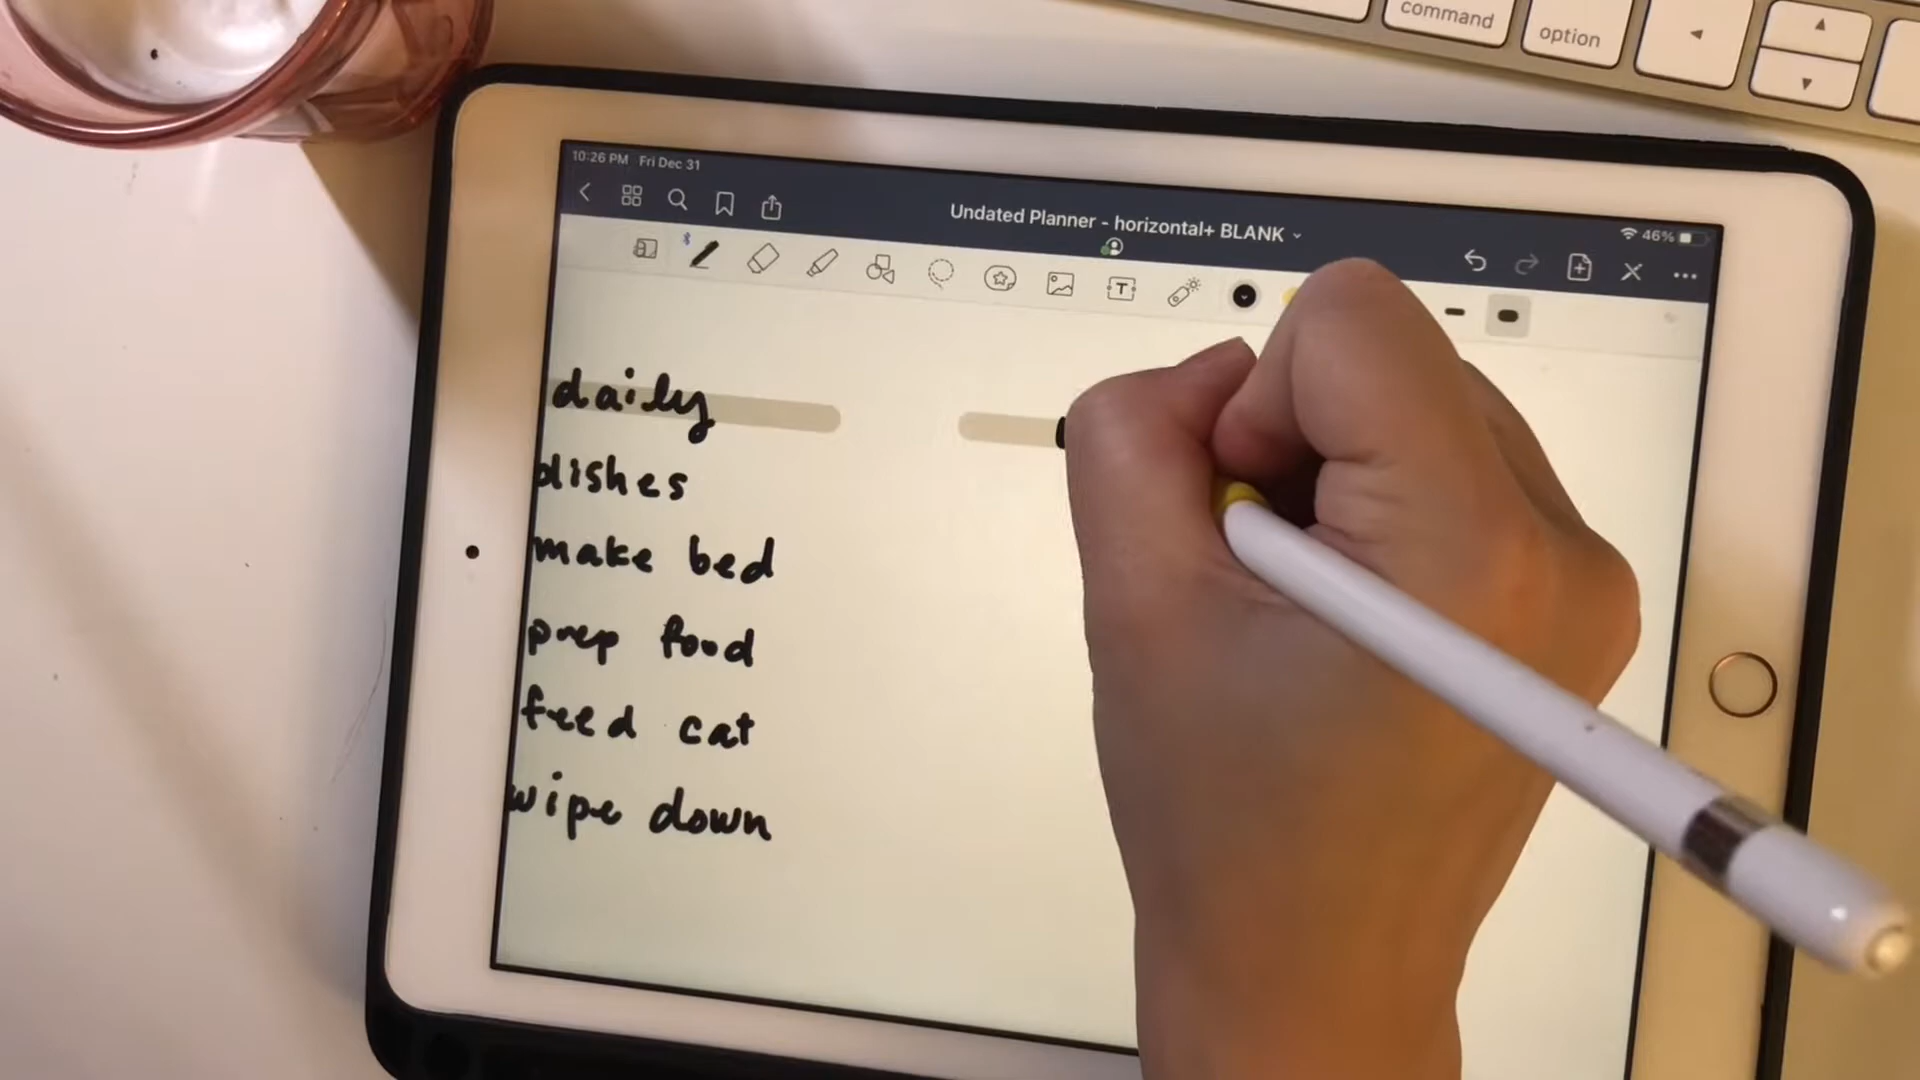 command
option
10:26 PM Fri Dec 31
Undated Planner - horizontal+ BLANK
46%
T
daily
dishes
make bed
prep food
feed cat
wipe down